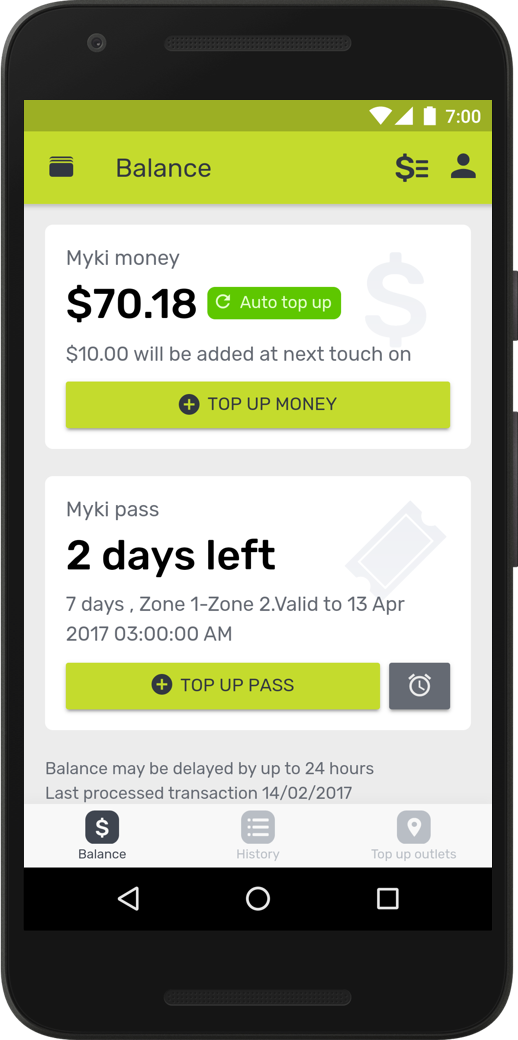 7:00
Balance
Myki money
$70.18 Auto top up
$10.00 will be added at next touch on
TOP UP MONEY
Myki pass
2 days left
7 days , Zone 1-Zone 2.Valid to 13 Apr
2017 03:00:00 AM
TOP UP PASS
Balance may be delayed by up to 24 hours
Last processed transaction 14/02/2017
Balance History Top up outlets